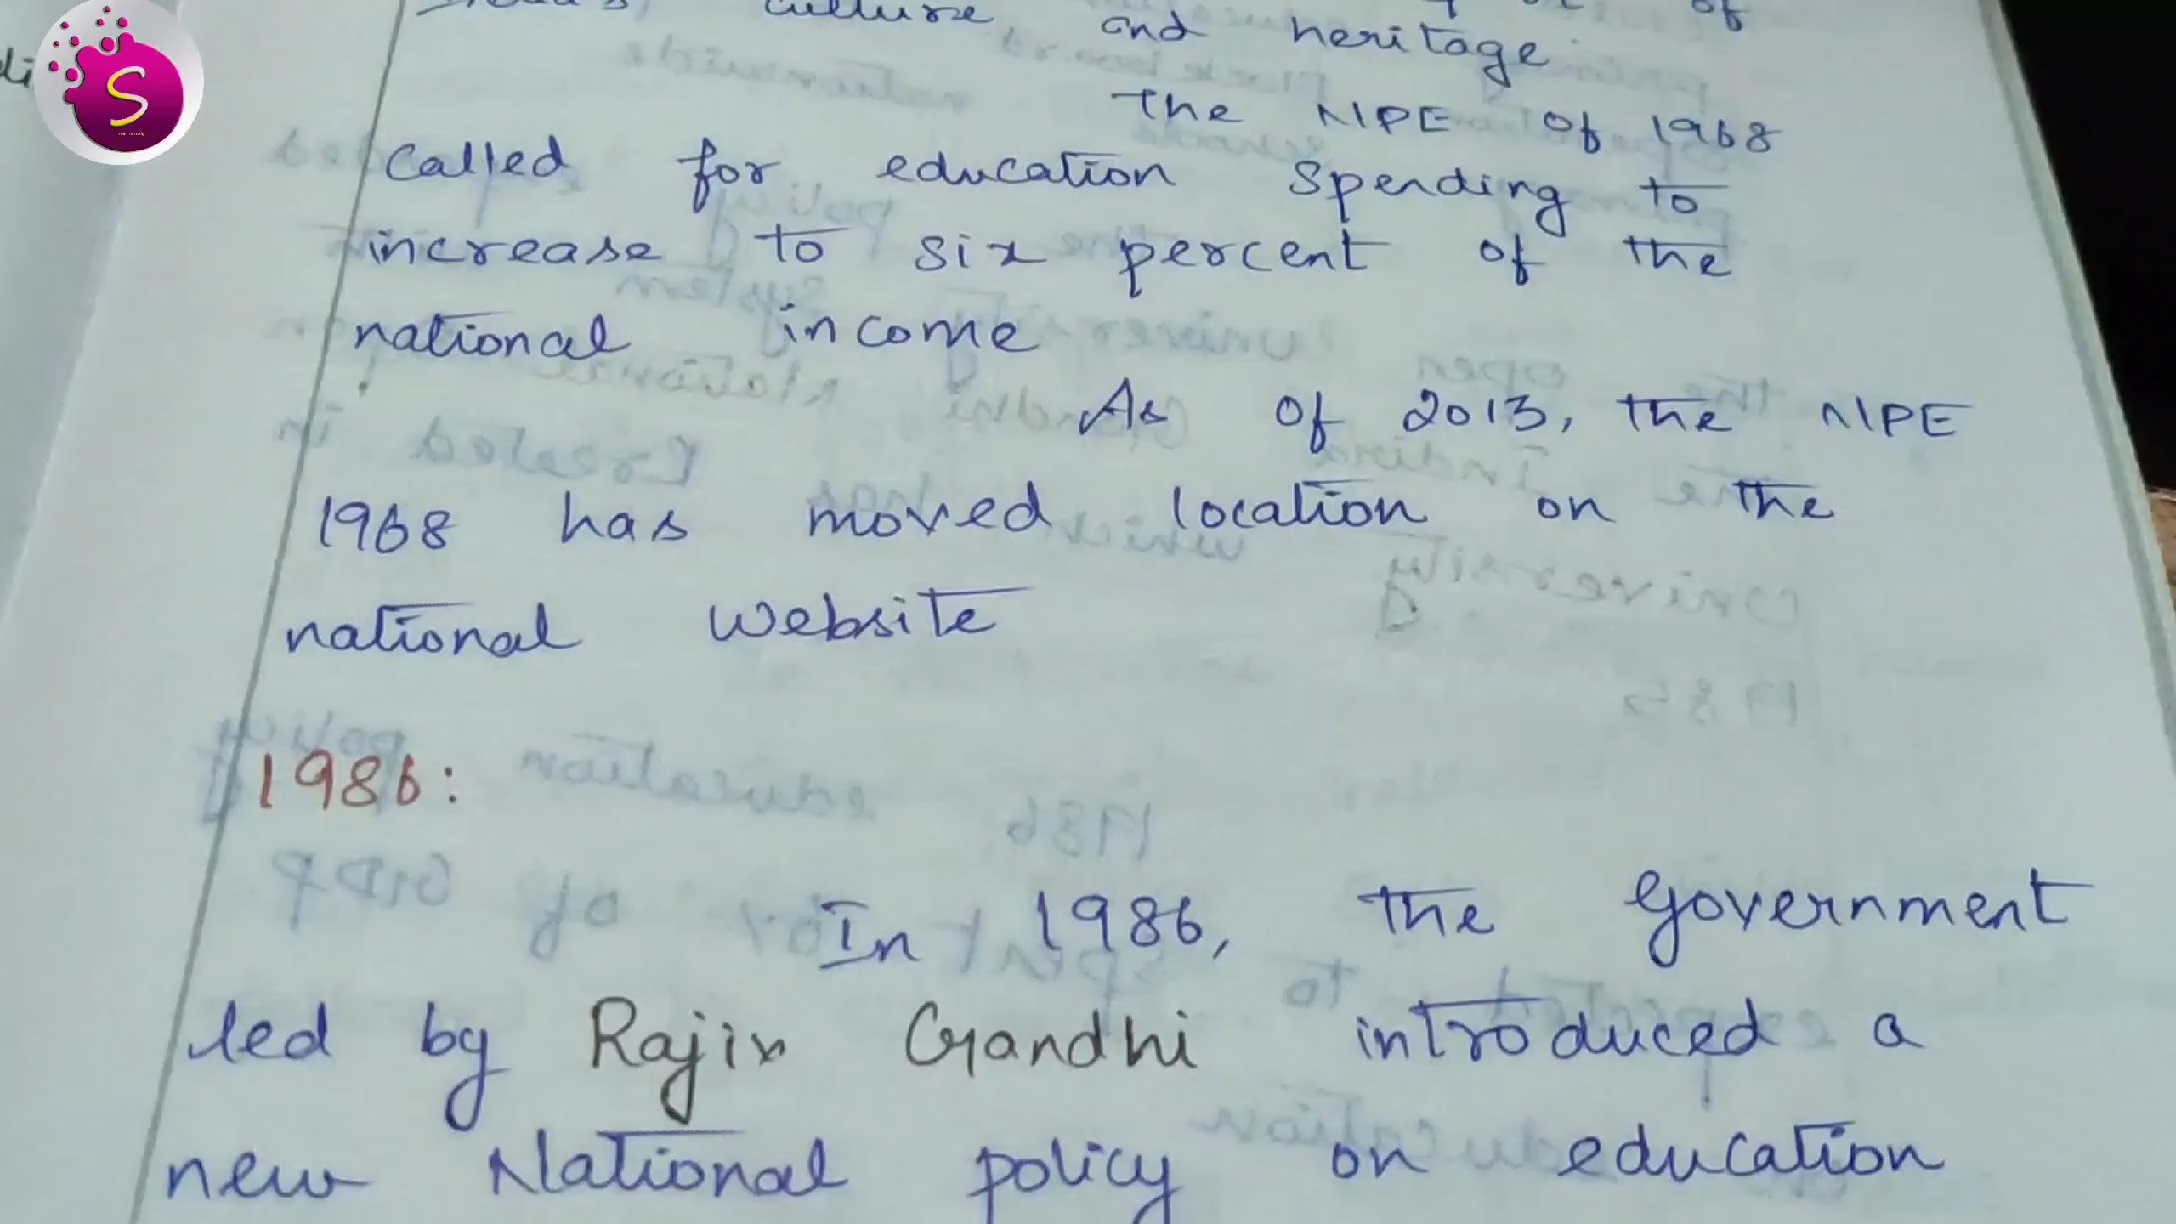 culture and heritage
The NPE of 1968
called for education spending to
increase to six percent of the
national income
As of 2013, the NPE
1968 has moved location on the
national website
1986:
In 1986, the government
led by Rajiv Gandhi introduced a
new National policy on education
S